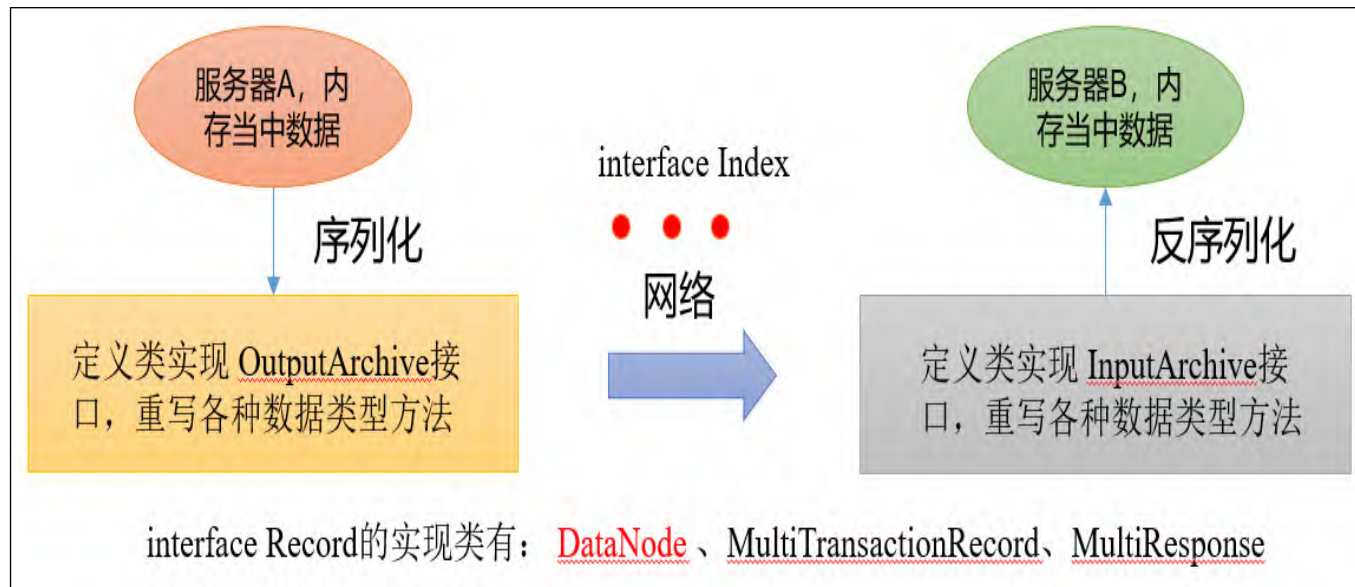 服务器A，内
存当中数据
服务器B，内
存当中数据
interface Index
序列化
反序列化
网络
定义类实现 OutputArchive接
口，重写各种数据类型方法
定义类实现 InputArchive接
口，重写各种数据类型方法
interface Record的实现类有： DataNode 、MultiTransactionRecord、MultiResponse